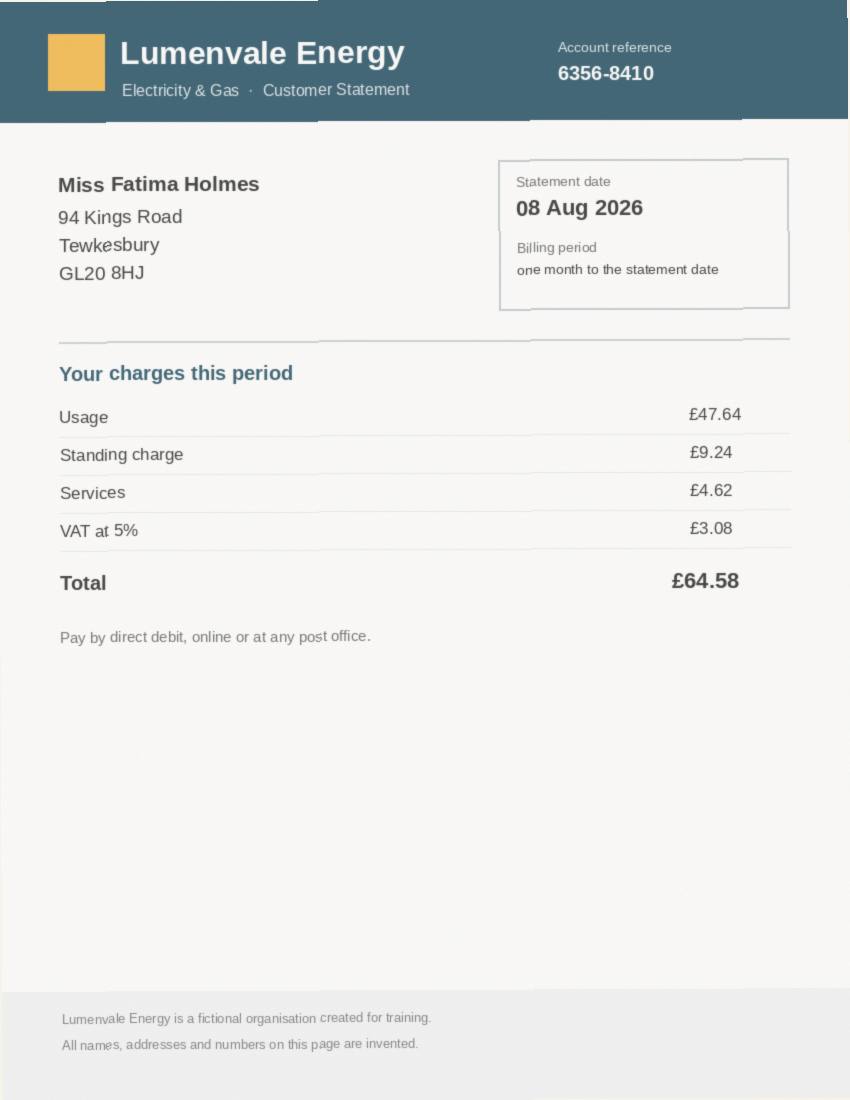 Lumenvale Energy
Electricity & Gas · Customer Statement
Account reference
6356-8410
Miss Fatima Holmes
94 Kings Road
Tewkesbury
GL20 8HJ
Statement date
08 Aug 2026
Billing period
one month to the statement date
Your charges this period
Usage £47.64
Standing charge £9.24
Services £4.62
VAT at 5% £3.08
Total £64.58
Pay by direct debit, online or at any post office.
Lumenvale Energy is a fictional organisation created for training.
All names, addresses and numbers on this page are invented.